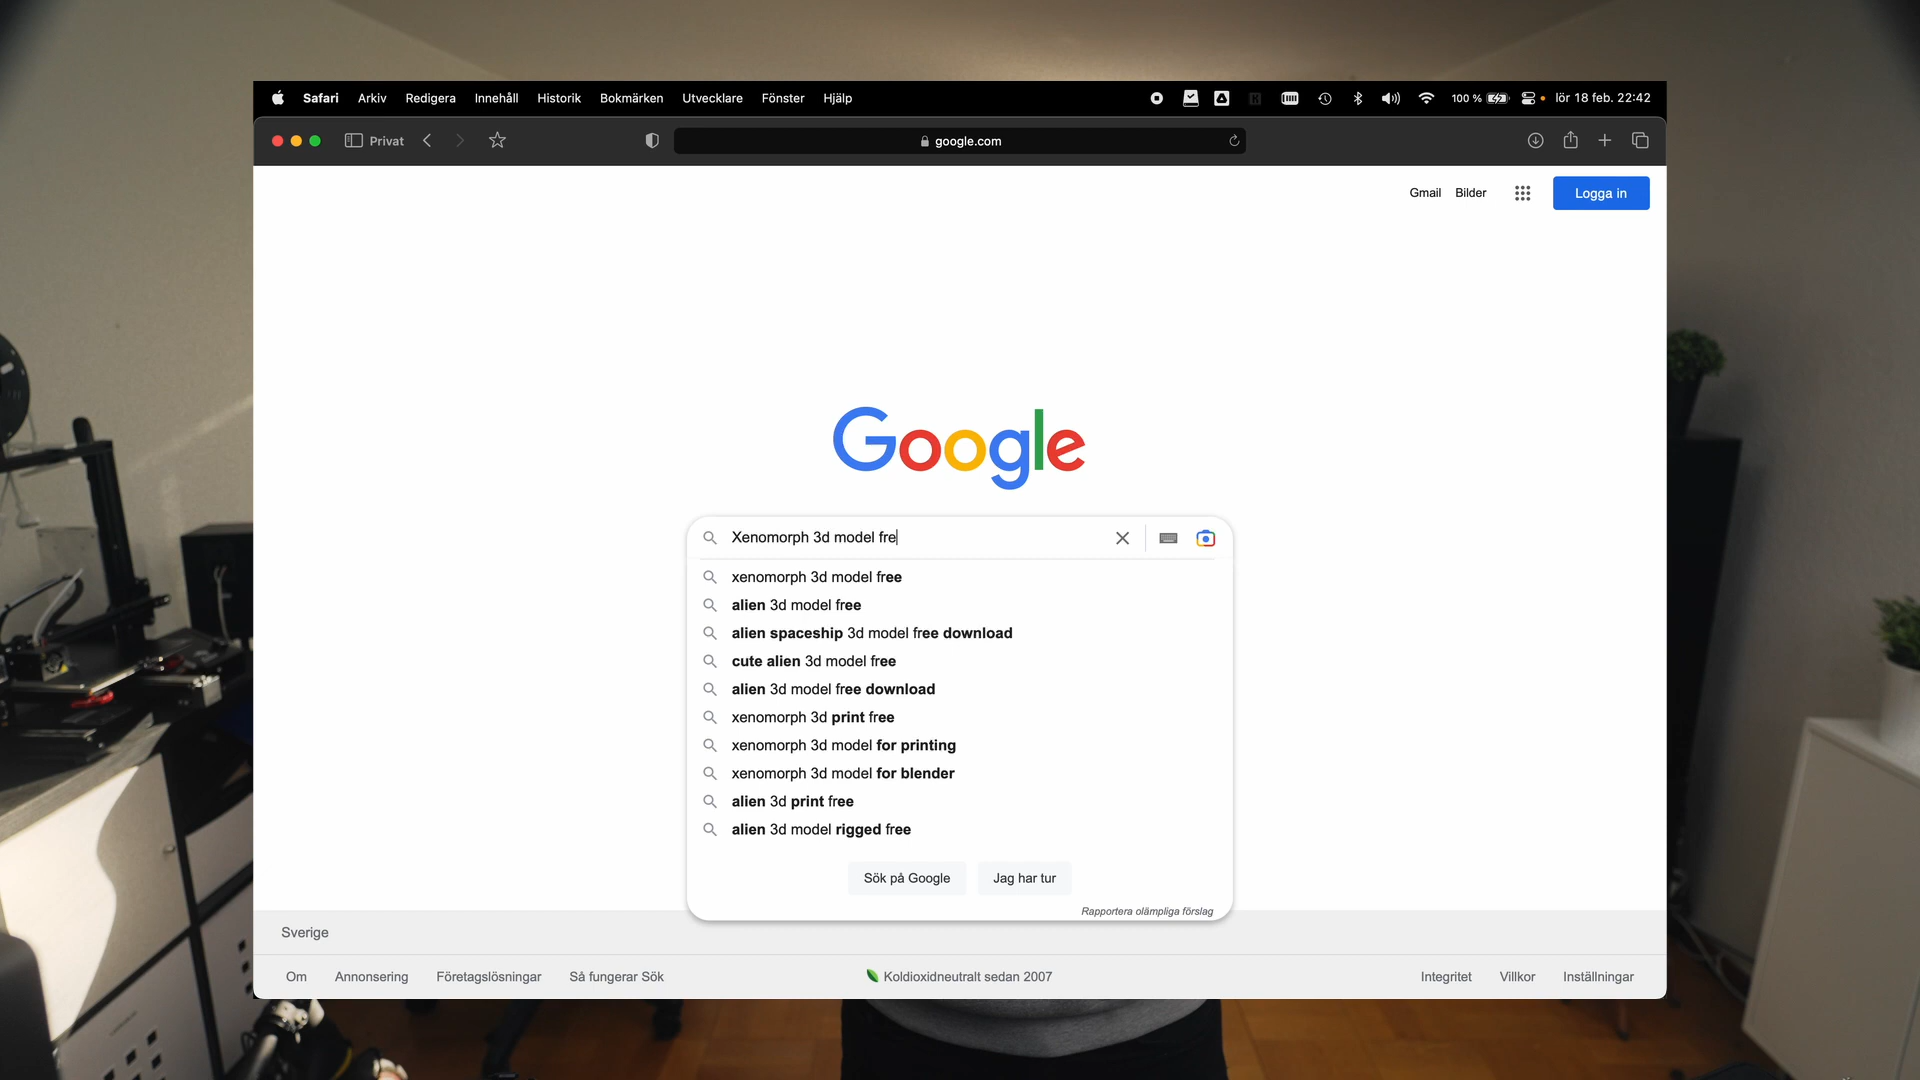 Safari Arkiv Redigera Innehåll Historik Bokmärken Utvecklare Fönster Hjälp 100 % lör 18 feb. 22:42
Privat google.com
Gmail Bilder Logga in
Google
Xenomorph 3d model fre
xenomorph 3d model free
alien 3d model free
alien spaceship 3d model free download
cute alien 3d model free
alien 3d model free download
xenomorph 3d print free
xenomorph 3d model for printing
xenomorph 3d model for blender
alien 3d print free
alien 3d model rigged free
Sök på Google Jag har tur
Rapportera olämpliga förslag
Sverige
Om Annonsering Företagslösningar Så fungerar Sök Koldioxidneutralt sedan 2007 Integritet Villkor Inställningar